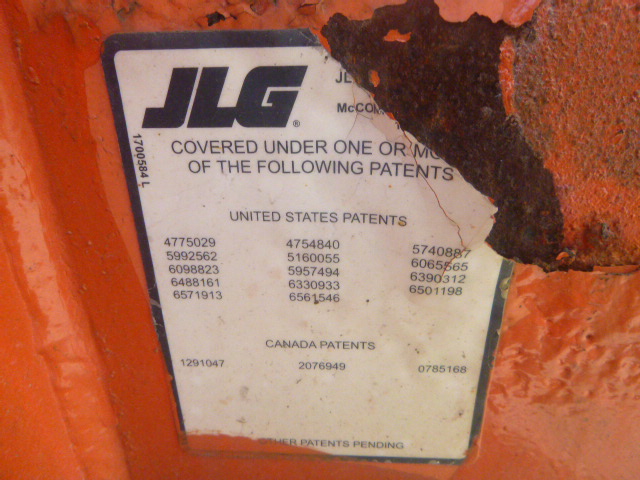 JLG®
1700584 L
COVERED UNDER ONE OR
OF THE FOLLOWING PATENTS
UNITED STATES PATENTS
4775029 4754840 5740887
5992562 5160055 6065565
6098823 5957494 6390312
6488161 6330933 6501198
6571913 6561546
CANADA PATENTS
1291047 2076949 0785168
PATENTS PENDING